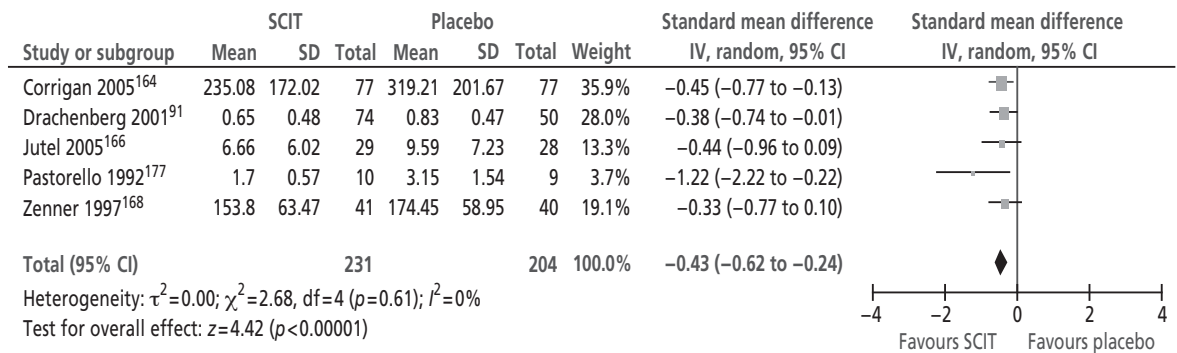 SCIT Placebo Standard mean difference Standard mean difference
Study or subgroup Mean SD Total Mean SD Total Weight IV, random, 95% CI IV, random, 95% CI
Corrigan 2005¹⁶⁴ 235.08 172.02 77 319.21 201.67 77 35.9% −0.45 (−0.77 to −0.13)
Drachenberg 2001⁹¹ 0.65 0.48 74 0.83 0.47 50 28.0% −0.38 (−0.74 to −0.01)
Jutel 2005¹⁶⁶ 6.66 6.02 29 9.59 7.23 28 13.3% −0.44 (−0.96 to 0.09)
Pastorello 1992¹⁷⁷ 1.7 0.57 10 3.15 1.54 9 3.7% −1.22 (−2.22 to −0.22)
Zenner 1997¹⁶⁸ 153.8 63.47 41 174.45 58.95 40 19.1% −0.33 (−0.77 to 0.10)
Total (95% CI) 231 204 100.0% −0.43 (−0.62 to −0.24)
Heterogeneity: τ²=0.00; χ²=2.68, df=4 (p=0.61); I²=0%
Test for overall effect: z=4.42 (p<0.00001)
−4 −2 0 2 4
Favours SCIT Favours placebo